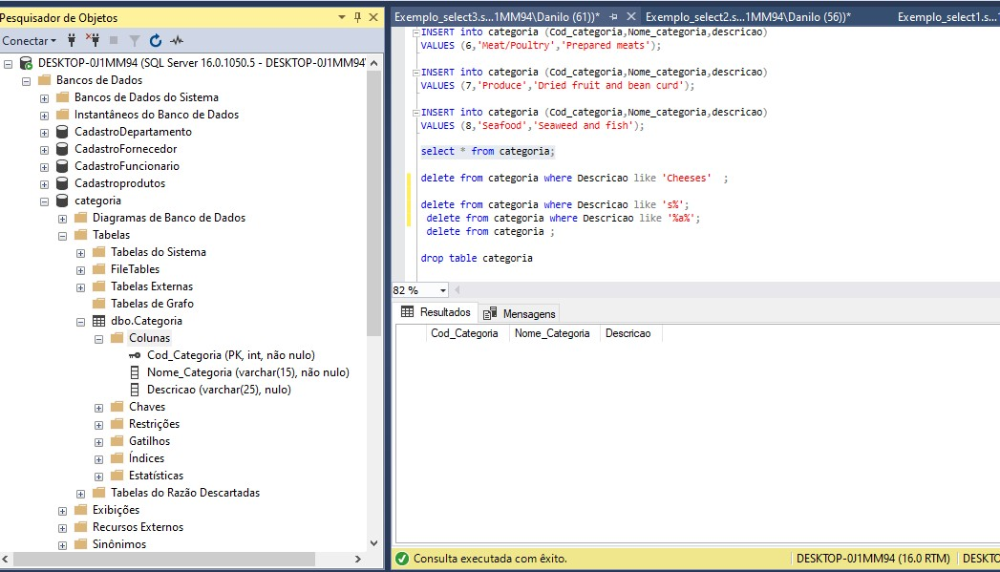 Pesquisador de Objetos
Conectar
DESKTOP-0J1MM94 (SQL Server 16.0.1050.5 - DESKTOP-0J1MM94\
Bancos de Dados
Bancos de Dados do Sistema
Instantâneos do Banco de Dados
CadastroDepartamento
CadastroFornecedor
CadastroFuncionario
Cadastroprodutos
categoria
Diagramas de Banco de Dados
Tabelas
Tabelas do Sistema
FileTables
Tabelas Externas
Tabelas de Grafo
dbo.Categoria
Colunas
Cod_Categoria (PK, int, não nulo)
Nome_Categoria (varchar(15), não nulo)
Descricao (varchar(25), nulo)
Chaves
Restrições
Gatilhos
Índices
Estatísticas
Tabelas do Razão Descartadas
Exibições
Recursos Externos
Sinônimos
Exemplo_select3.s...1MM94\Danilo (61))* Exemplo_select2.s...1MM94\Danilo (56))* Exemplo_select1.s...1
INSERT into categoria (Cod_categoria,Nome_categoria,descricao)
VALUES (6,'Meat/Poultry','Prepared meats');
INSERT into categoria (Cod_categoria,Nome_categoria,descricao)
VALUES (7,'Produce','Dried fruit and bean curd');
INSERT into categoria (Cod_categoria,Nome_categoria,descricao)
VALUES (8,'Seafood','Seaweed and fish');
select * from categoria;
delete from categoria where Descricao like 'Cheeses'  ;
delete from categoria where Descricao like 's%';
delete from categoria where Descricao like '%a%';
delete from categoria ;
drop table categoria
82 %
Resultados Mensagens
Cod_Categoria Nome_Categoria Descricao
Consulta executada com êxito. DESKTOP-0J1MM94 (16.0 RTM) DESKTO